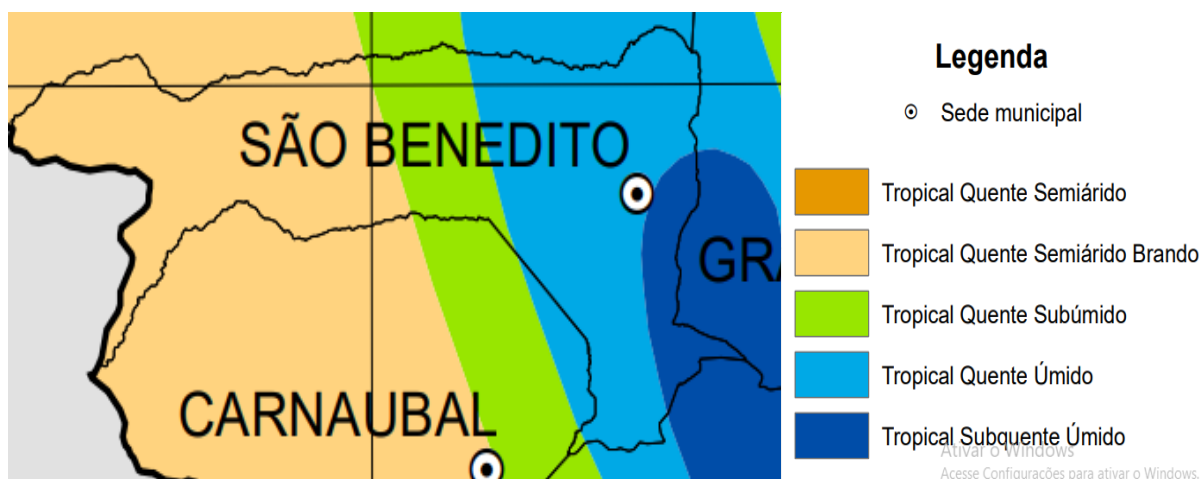 SÃO BENEDITO
GRA
CARNAUBAL
Legenda
Sede municipal
Tropical Quente Semiárido
Tropical Quente Semiárido Brando
Tropical Quente Subúmido
Tropical Quente Úmido
Tropical Subquente Úmido
Ativar o Windows
Acesse Configurações para ativar o Windows.